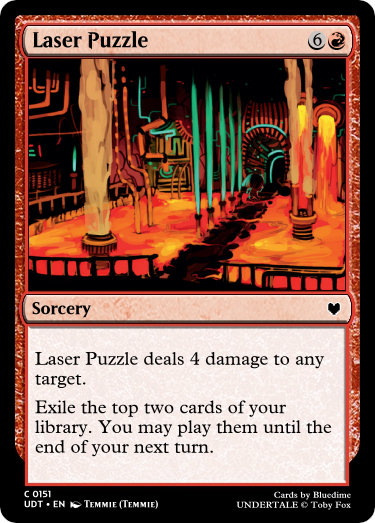 Laser Puzzle 6
Sorcery
Laser Puzzle deals 4 damage to any
target.
Exile the top two cards of your
library. You may play them until the
end of your next turn.
C 0151
UDT • EN Temmie (Temmie)
Cards by Bluedime
UNDERTALE © Toby Fox